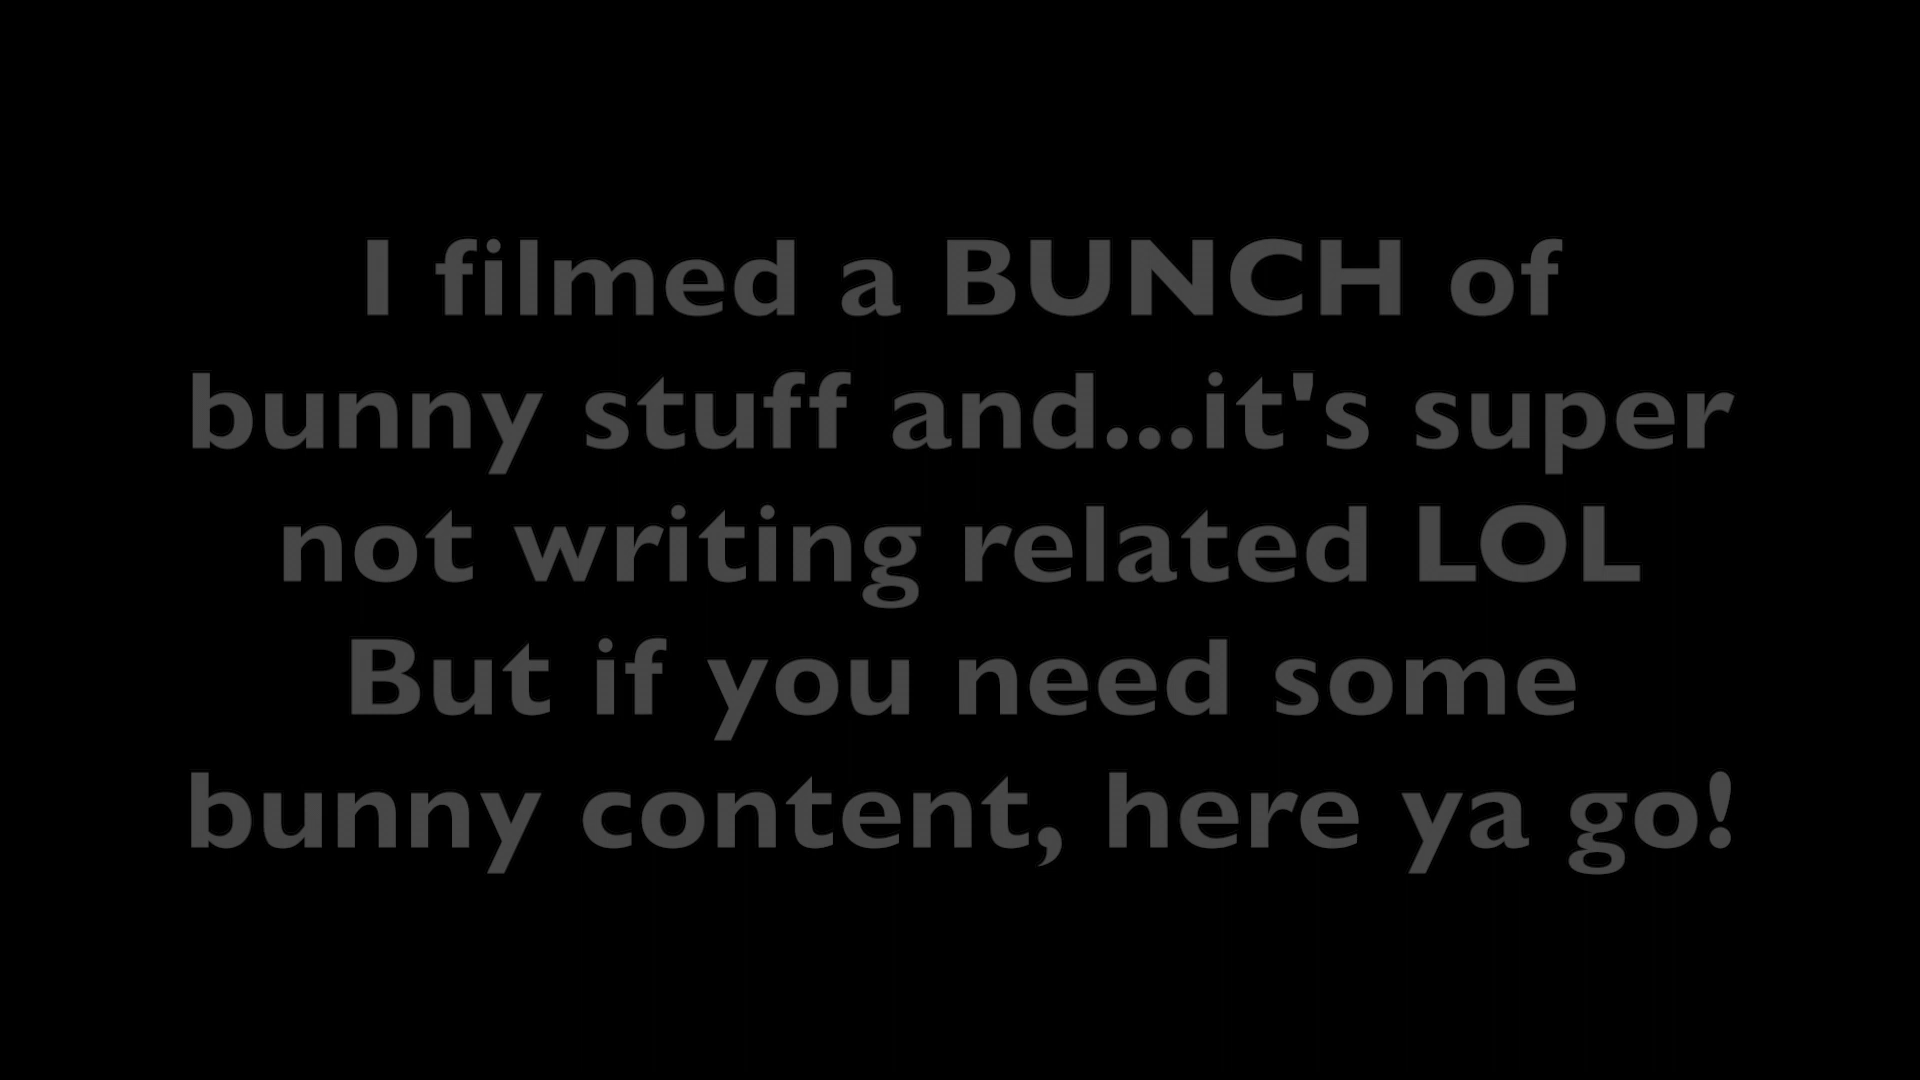 I filmed a BUNCH of
bunny stuff and...it's super
not writing related LOL
But if you need some
bunny content, here ya go!